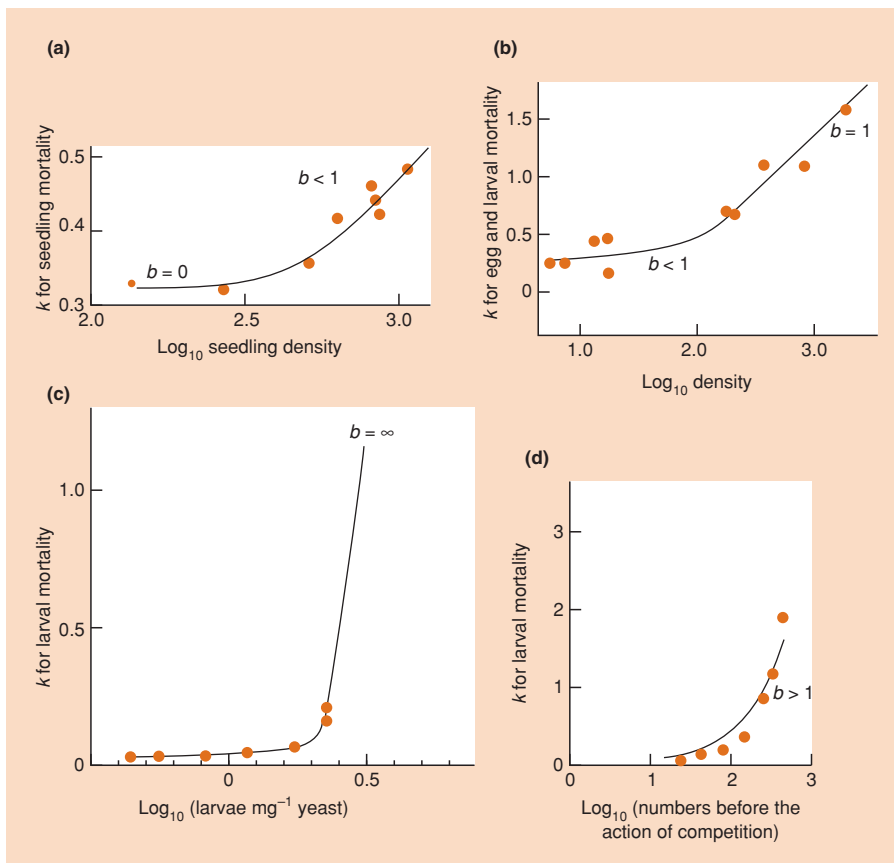 (a)
k for seedling mortality
0.5
0.4
0.3
b < 1
b = 0
2.0 2.5 3.0
Log10 seedling density
(b)
k for egg and larval mortality
1.5
1.0
0.5
0
b = 1
b < 1
1.0 2.0 3.0
Log10 density
(c)
k for larval mortality
1.0
0.5
0
b = ∞
0 0.5
Log10 (larvae mg–1 yeast)
(d)
k for larval mortality
3
2
1
0
b > 1
0 1 2 3
Log10 (numbers before the
action of competition)